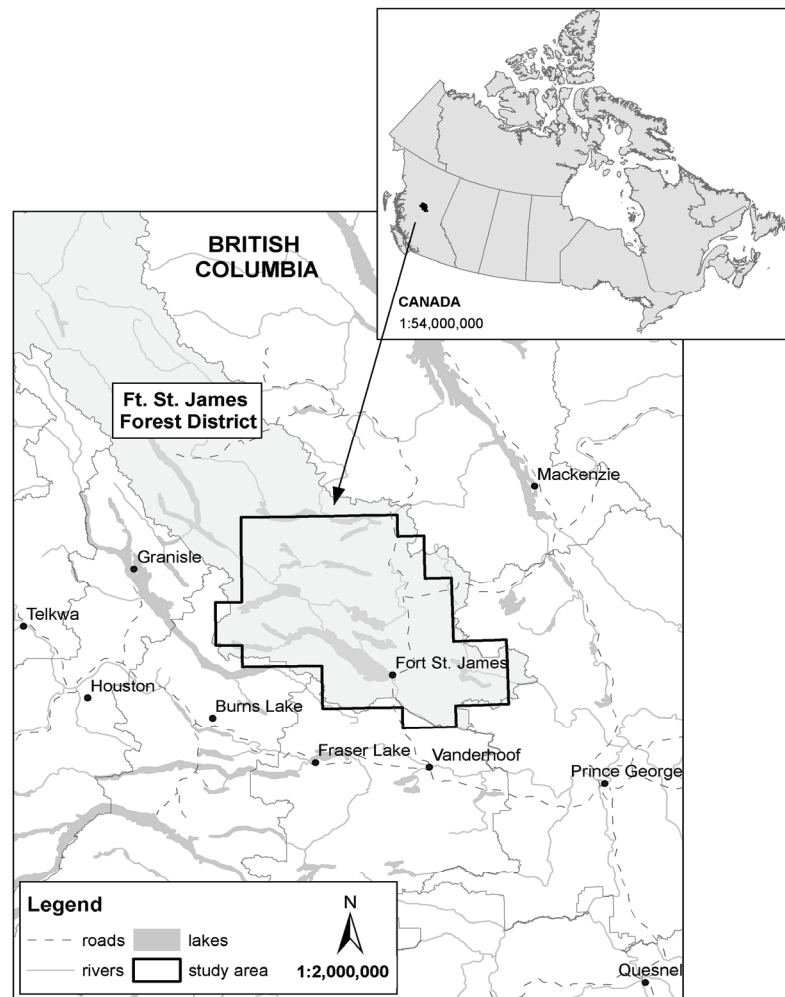 CANADA
1:54,000,000
BRITISH
COLUMBIA
Ft. St. James
Forest District
Mackenzie
Granisle
Telkwa
Fort St. James
Houston
Burns Lake
Fraser Lake
Vanderhoof
Prince George
Legend
N
roads
lakes
rivers
study area
1:2,000,000
Quesnel